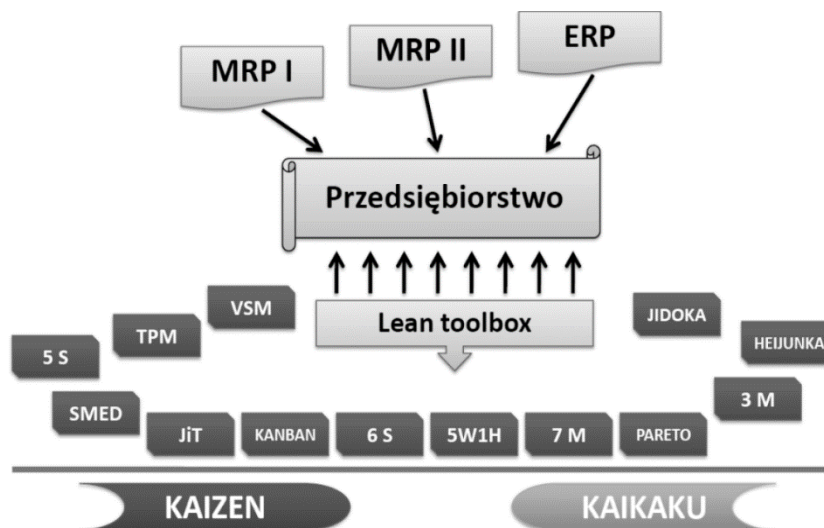 MRP I
MRP II
ERP
Przedsiębiorstwo
Lean toolbox
5 S
TPM
VSM
JIDOKA
HEIJUNKA
SMED
JiT
KANBAN
6 S
5W1H
7 M
PARETO
3 M
KAIZEN
KAIKAKU